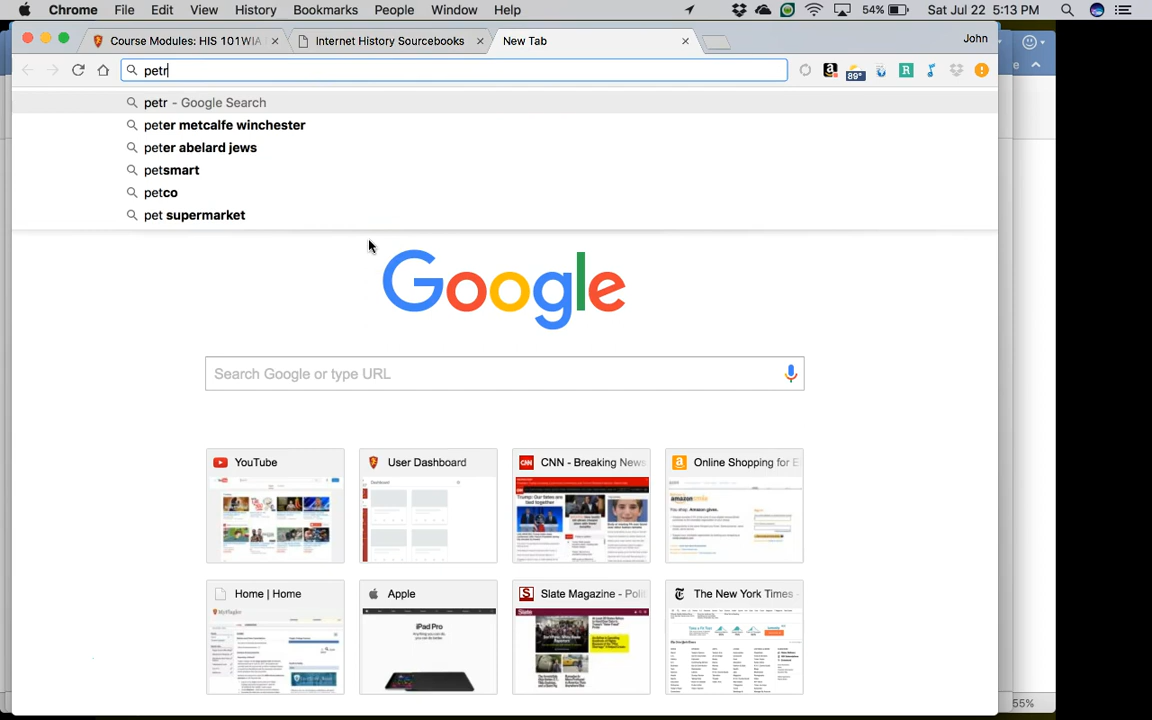 Chrome File Edit View History Bookmarks People Window Help 54% Sat Jul 22 5:13 PM
Course Modules: HIS 101WIA Internet History Sourcebooks New Tab John
petr
89°
petr - Google Search
peter metcalfe winchester
peter abelard jews
petsmart
petco
pet supermarket
Google
Search Google or type URL
YouTube User Dashboard CNN - Breaking News Online Shopping for E
Home | Home Apple Slate Magazine - Poli The New York Times -
iPad Pro
55%